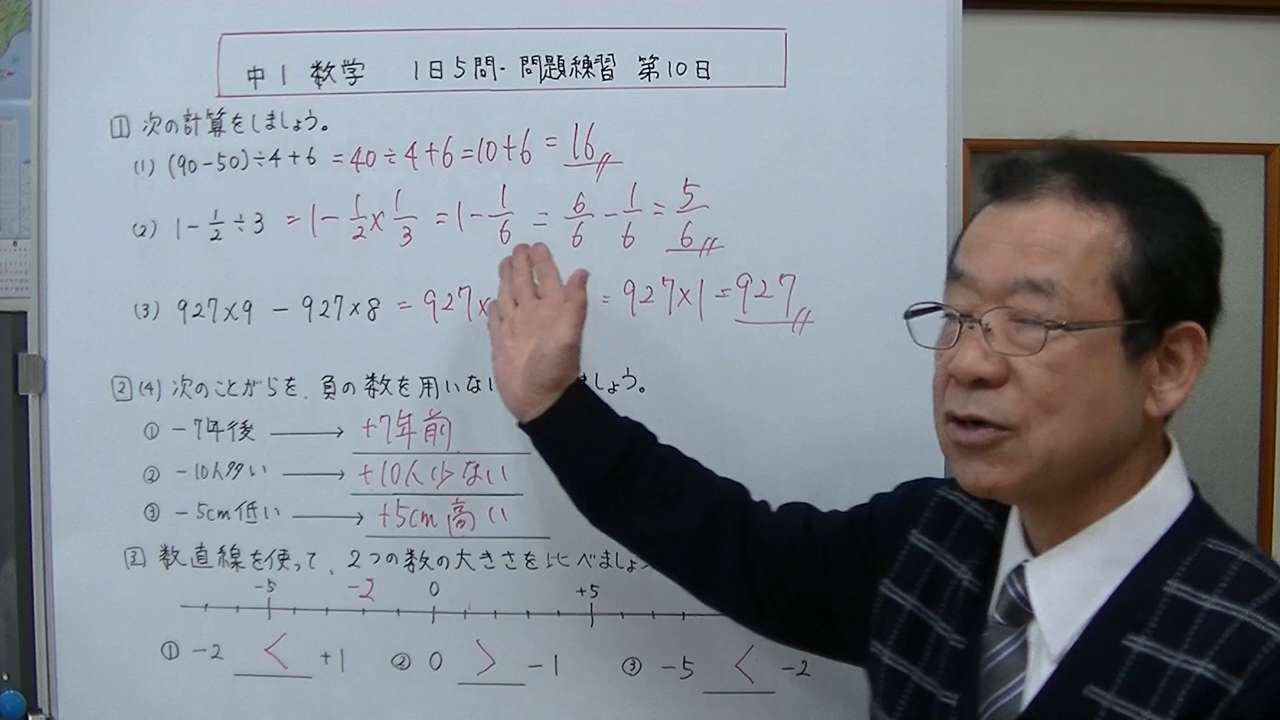 中1 数学 1日5問・問題練習 第10日
1 次の計算をしましょう。
(1) (90-50)÷4+6 =40÷4+6=10+6=16
(2) 1-1/2÷3 =1-1/2×1/3 =1-1/6 =6/6-1/6=5/6
(3) 927×9 - 927×8 = 927× =927×1=927
2 (4) 次のことがらを、負の数を用いない ましょう。
① -7年後 → +7年前
② -10人多い → +10人少ない
③ -5cm低い → +5cm高い
3 数直線を使って、2つの数の大きさを比べましょ
-5 -2 0 +5
① -2 < +1 ② 0 > -1 ③ -5 < -2